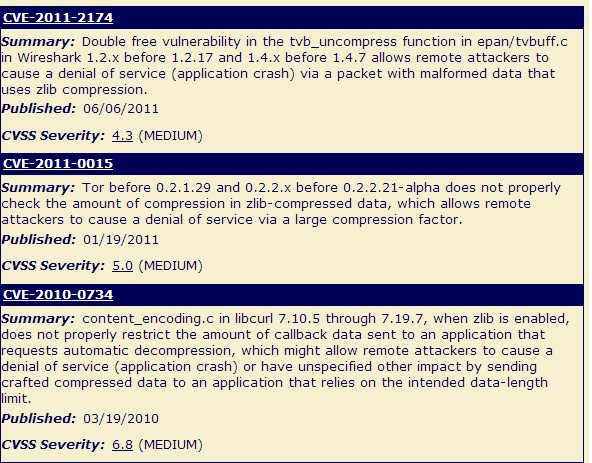 CVE-2011-2174
Summary: Double free vulnerability in the tvb_uncompress function in epan/tvbuff.c
in Wireshark 1.2.x before 1.2.17 and 1.4.x before 1.4.7 allows remote attackers to
cause a denial of service (application crash) via a packet with malformed data that
uses zlib compression.
Published: 06/06/2011
CVSS Severity: 4.3 (MEDIUM)
CVE-2011-0015
Summary: Tor before 0.2.1.29 and 0.2.2.x before 0.2.2.21-alpha does not properly
check the amount of compression in zlib-compressed data, which allows remote
attackers to cause a denial of service via a large compression factor.
Published: 01/19/2011
CVSS Severity: 5.0 (MEDIUM)
CVE-2010-0734
Summary: content_encoding.c in libcurl 7.10.5 through 7.19.7, when zlib is enabled,
does not properly restrict the amount of callback data sent to an application that
requests automatic decompression, which might allow remote attackers to cause a
denial of service (application crash) or have unspecified other impact by sending
crafted compressed data to an application that relies on the intended data-length
limit.
Published: 03/19/2010
CVSS Severity: 6.8 (MEDIUM)